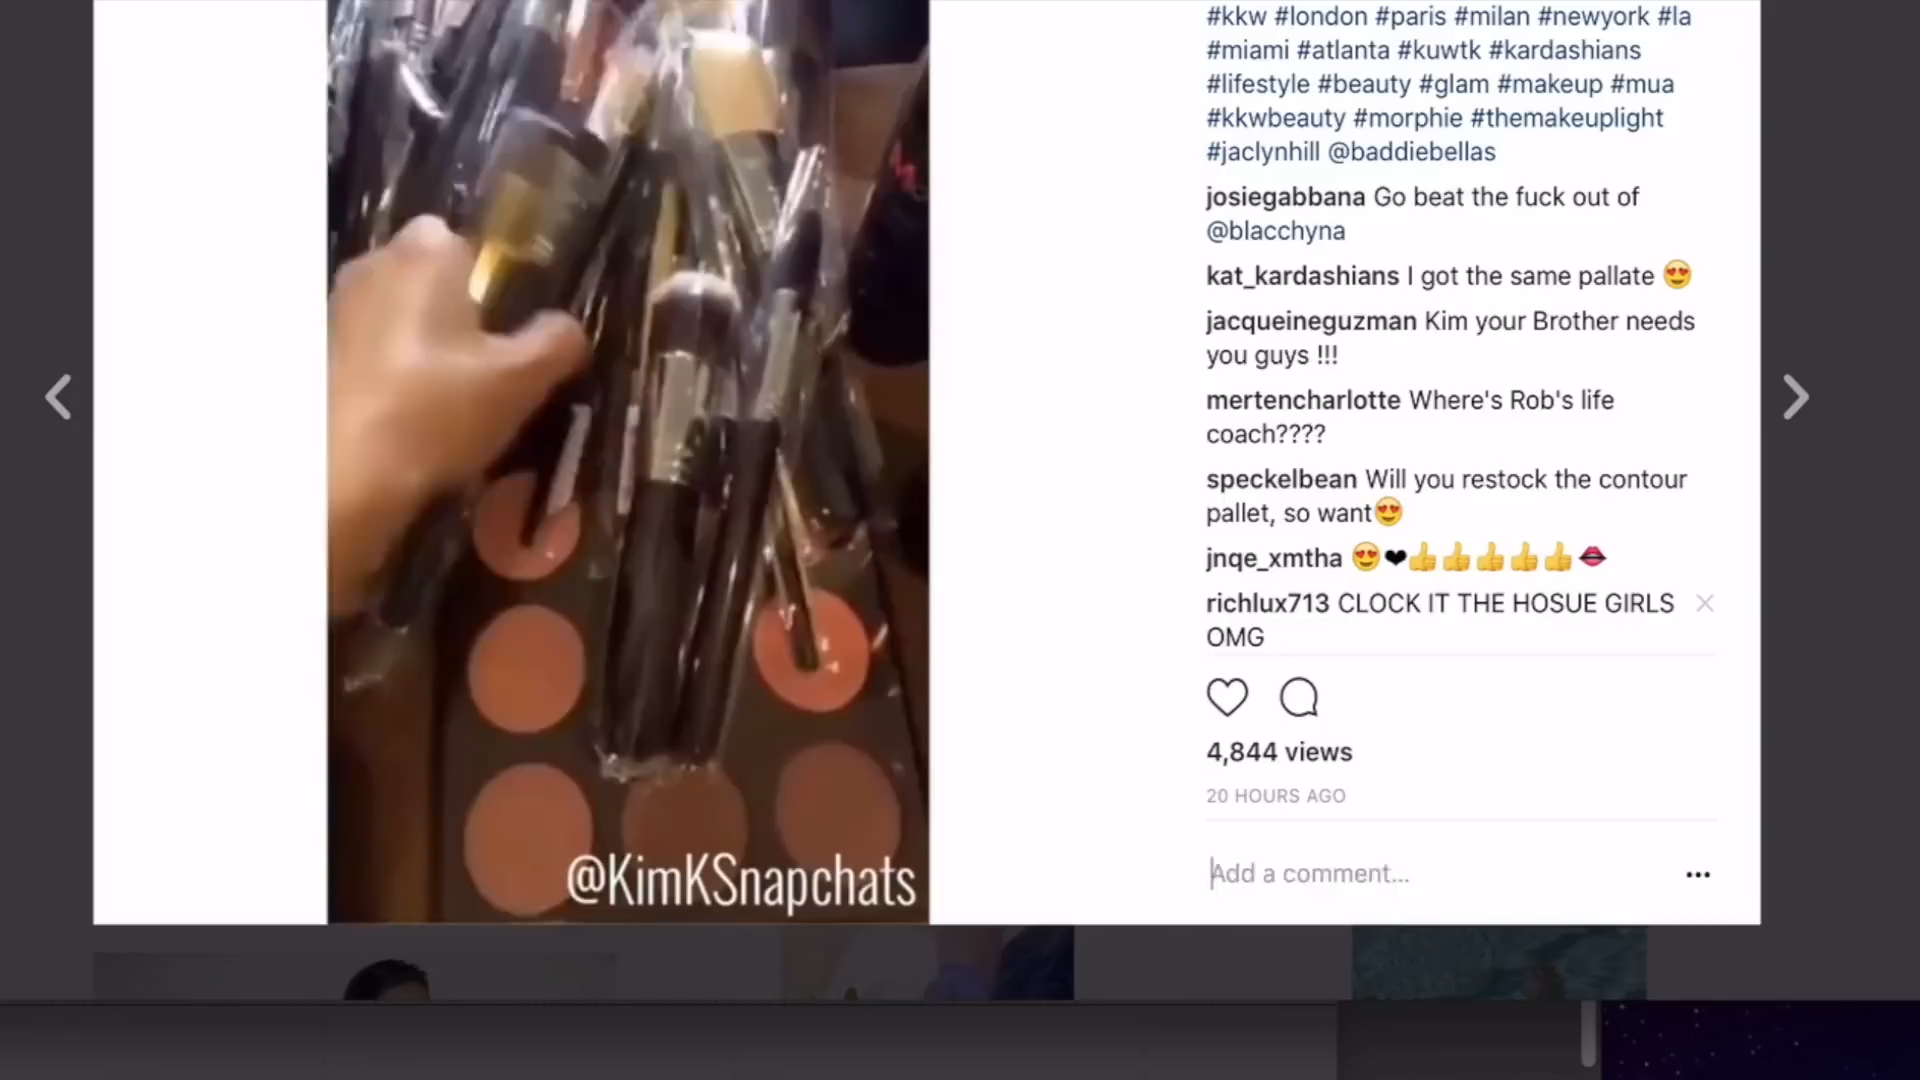 #kkw #london #paris #milan #newyork #la
#miami #atlanta #kuwtk #kardashians
#lifestyle #beauty #glam #makeup #mua
#kkwbeauty #morphie #themakeuplight
#jaclynhill @baddiebellas
josiegabbana Go beat the fuck out of
@blacchyna
kat_kardashians I got the same pallate 😍
jacqueineguzman Kim your Brother needs
you guys !!!
mertencharlotte Where's Rob's life
coach????
speckelbean Will you restock the contour
pallet, so want😍
jnqe_xmtha 😍❤👍👍👍👍👍💋
richlux713 CLOCK IT THE HOSUE GIRLS
OMG
4,844 views
20 HOURS AGO
Add a comment...
@KimKSnapchats